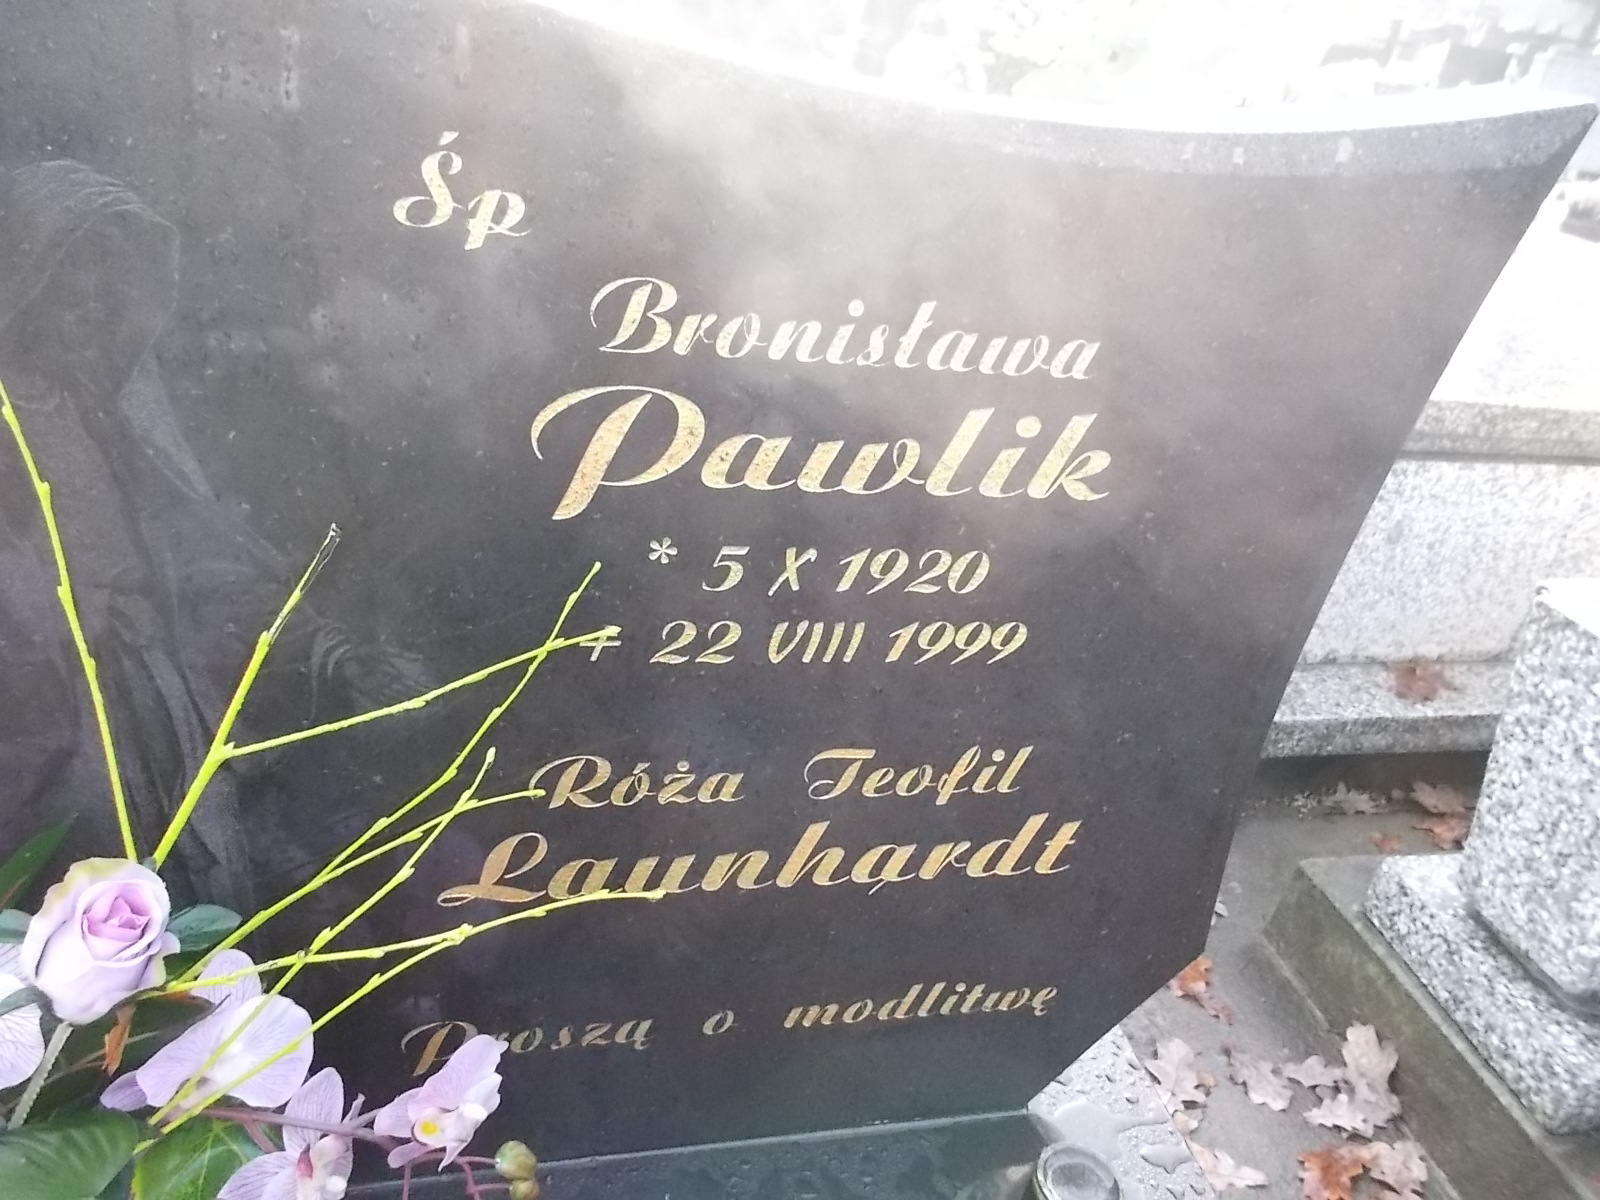 Śp
Bronisława
Pawlik
* 5 X 1920
+ 22 VIII 1999
Róża Teofil
Launhardt
Proszą o modlitwę